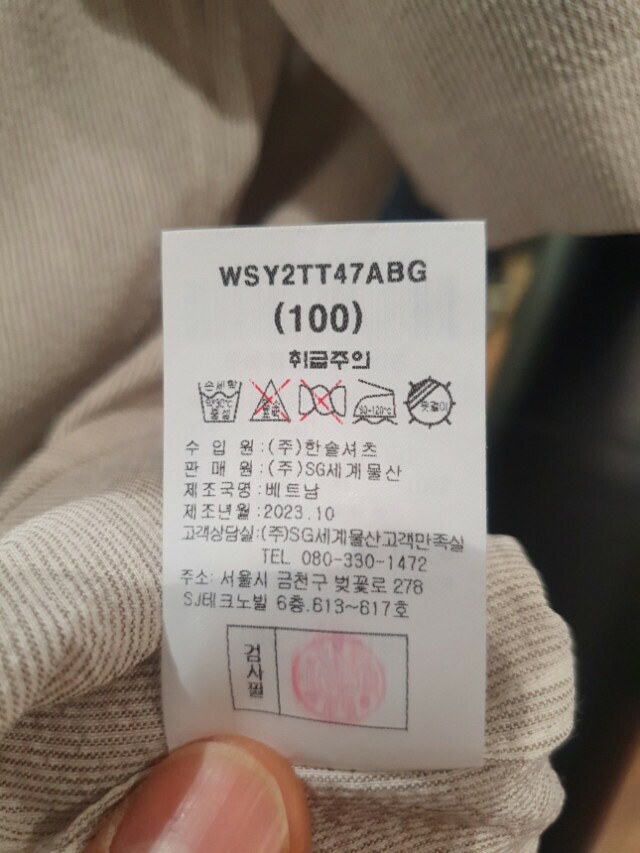 WSY2TT47ABG
(100)
취급주의
손세탁
약30℃
중성
80-120℃
옷걸이
수 입 원:(주)한솔셔츠
판 매 원:(주)SG세계물산
제조국명:베트남
제조년월:2023.10
고객상담실:(주)SG세계물산고객만족실
TEL 080-330-1472
주소: 서울시 금천구 벚꽃로 278
SJ테크노빌 6층.613~617호
검사필